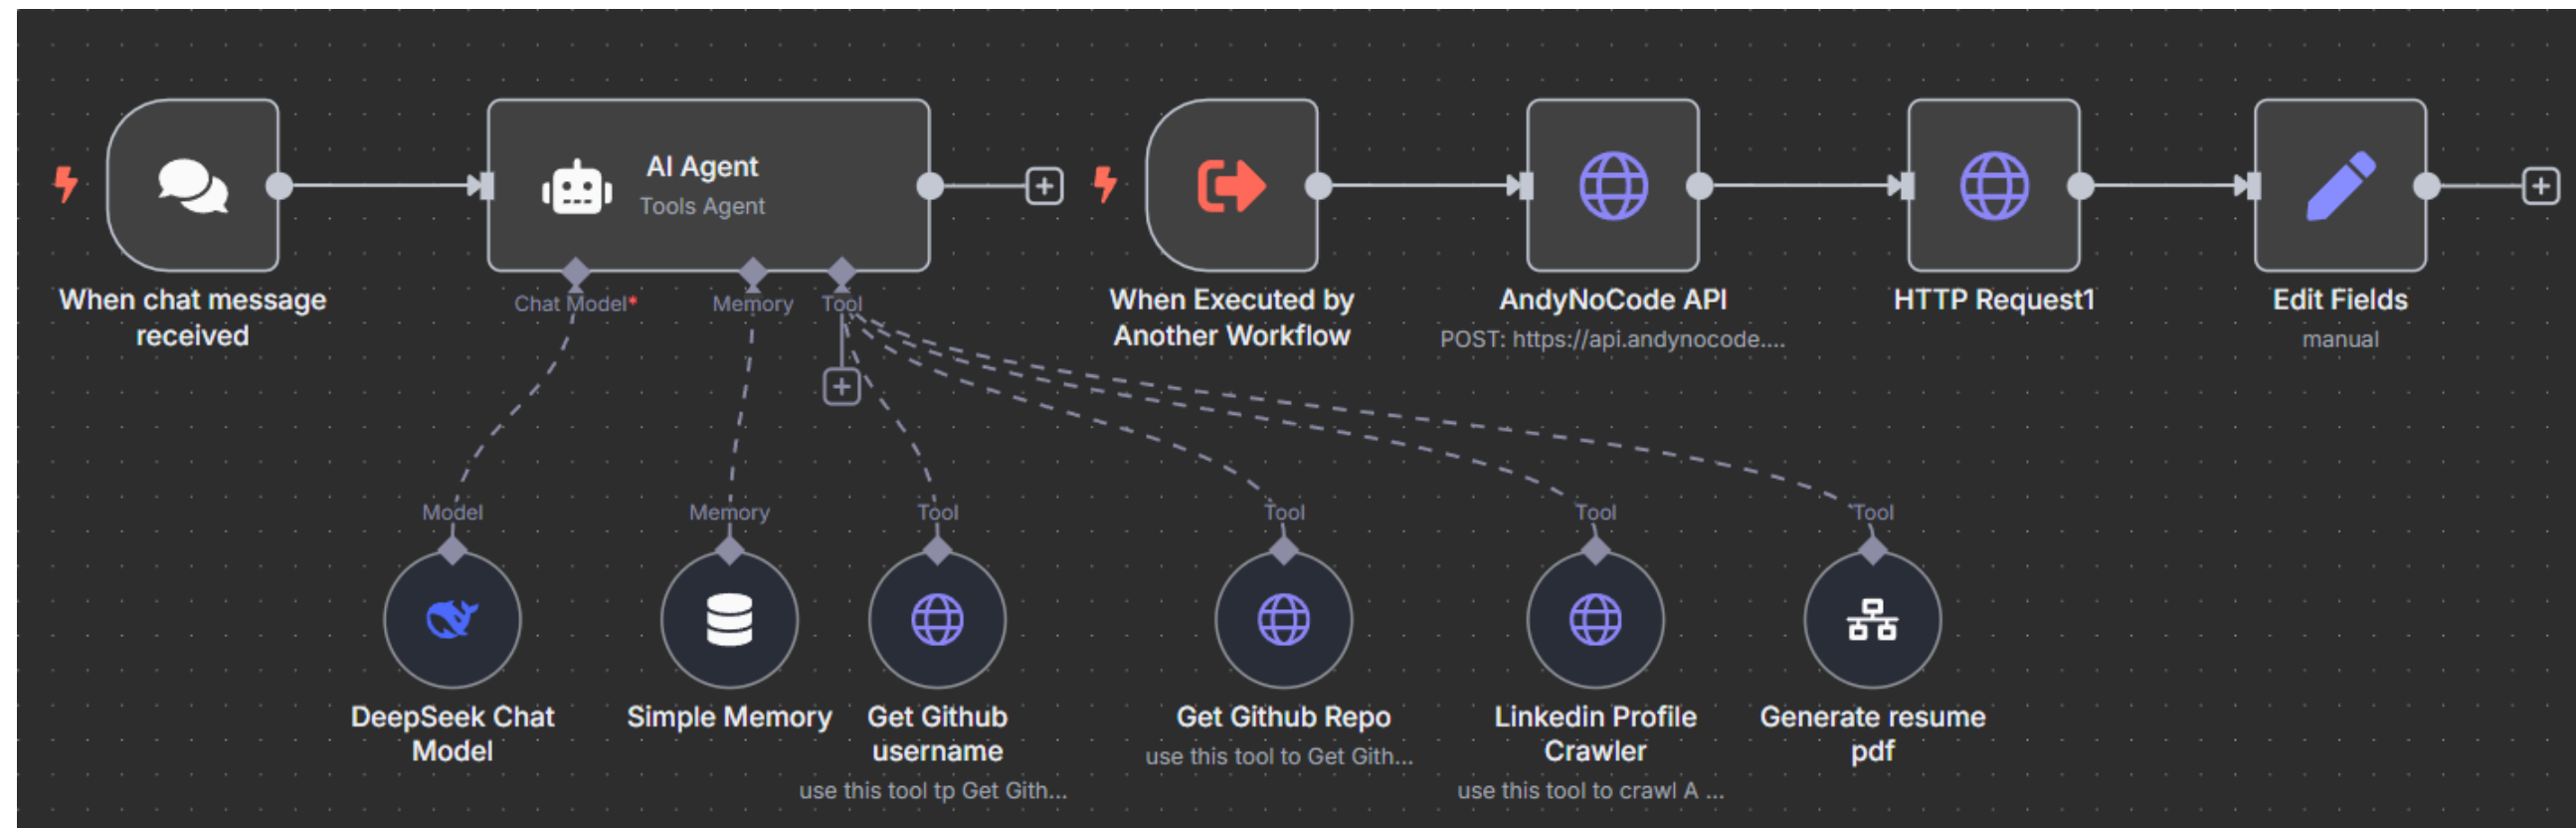 AI Agent
Tools Agent
Chat Model*
Memory
Tool
When chat message
received
When Executed by
Another Workflow
AndyNoCode API
POST: https://api.andynocode....
HTTP Request1
Edit Fields
manual
Model
Memory
Tool
Tool
Tool
Tool
DeepSeek Chat
Model
Simple Memory
Get Github
username
use this tool tp Get Gith...
Get Github Repo
use this tool to Get Gith...
Linkedin Profile
Crawler
use this tool to crawl A ...
Generate resume
pdf